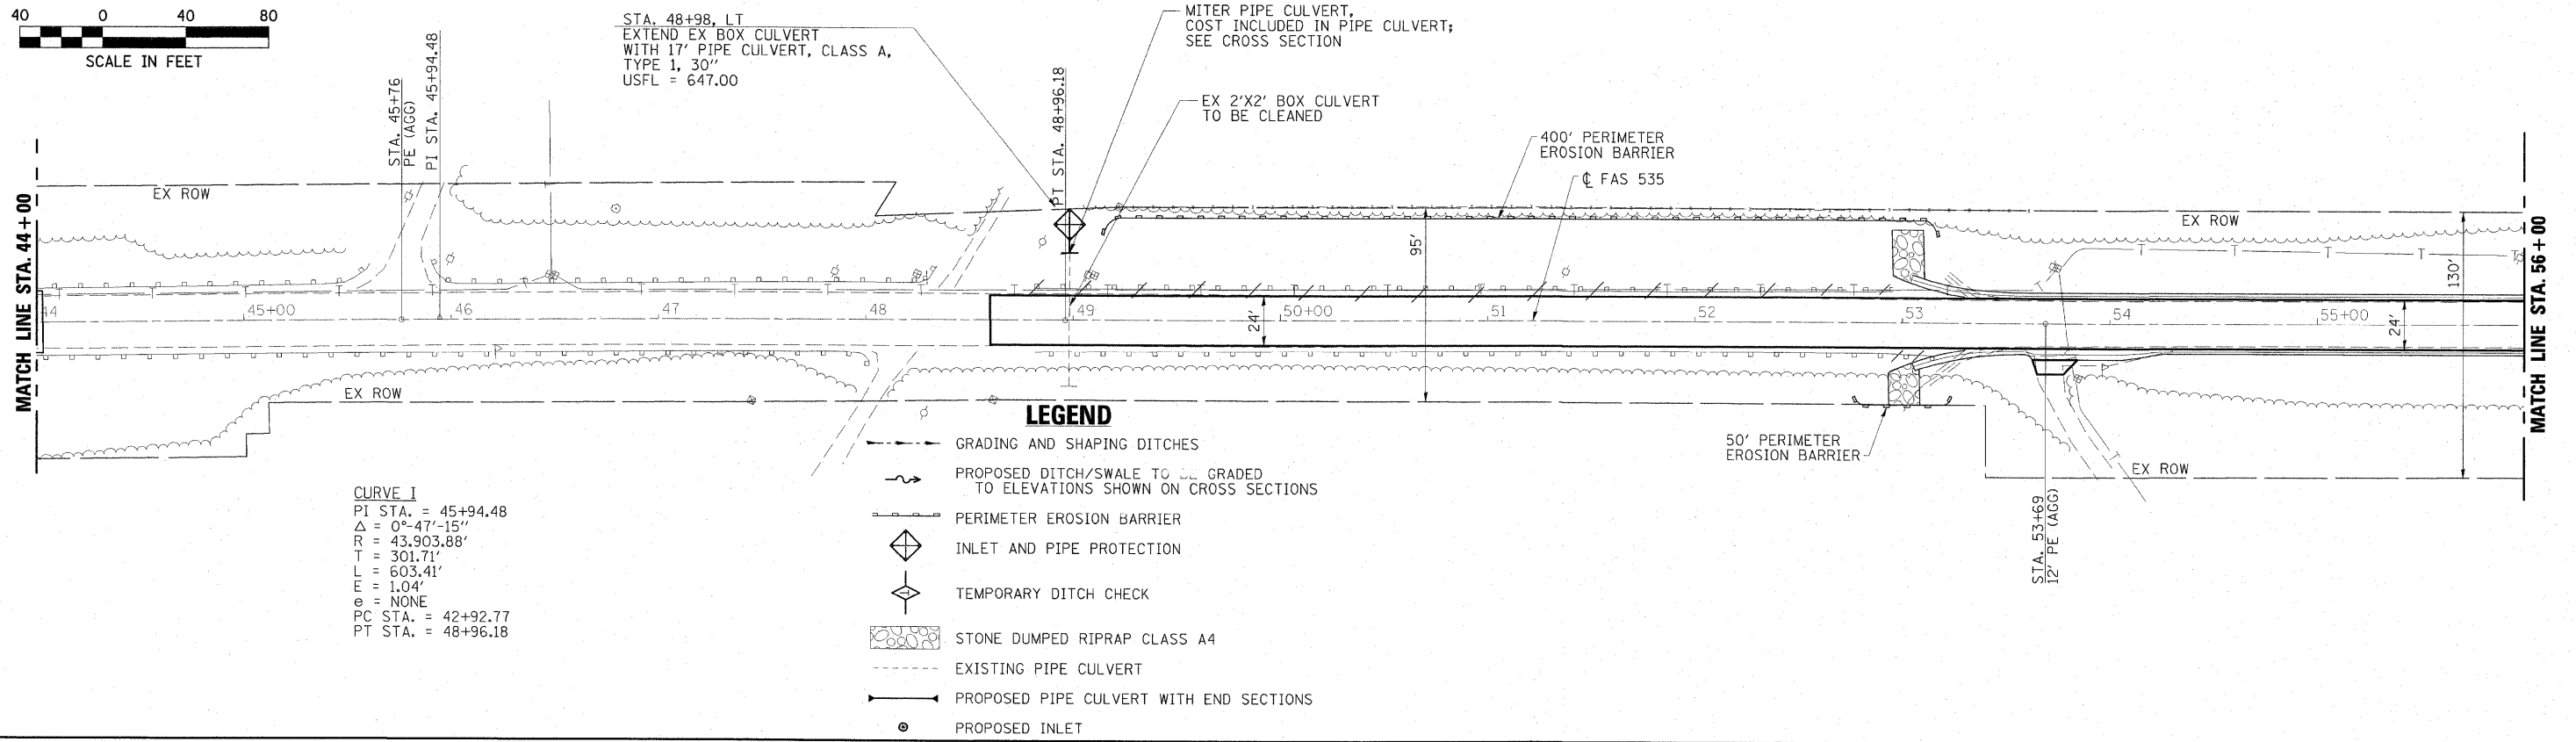 40 0 40 80
SCALE IN FEET
STA. 48+98, LT
EXTEND EX BOX CULVERT
WITH 17' PIPE CULVERT, CLASS A,
TYPE 1, 30"
USFL = 647.00
MITER PIPE CULVERT,
COST INCLUDED IN PIPE CULVERT;
SEE CROSS SECTION
EX 2'X2' BOX CULVERT
TO BE CLEANED
400' PERIMETER
EROSION BARRIER
℄ FAS 535
STA. 45+76
PE (AGG)
PI STA. 45+94.48
PT STA. 48+96.18
MATCH LINE STA. 44+00
EX ROW
EX ROW
95'
130'
MATCH LINE STA. 56+00
44 45+00 46 47 48 49 50+00 51 52 53 54 55+00
24'
24'
EX ROW
50' PERIMETER
EROSION BARRIER
EX ROW
STA. 53+69
12' PE (AGG)
CURVE I
PI STA. = 45+94.48
Δ = 0°-47'-15"
R = 43.903.88'
T = 301.71'
L = 603.41'
E = 1.04'
e = NONE
PC STA. = 42+92.77
PT STA. = 48+96.18
LEGEND
GRADING AND SHAPING DITCHES
PROPOSED DITCH/SWALE TO BE GRADED
TO ELEVATIONS SHOWN ON CROSS SECTIONS
PERIMETER EROSION BARRIER
INLET AND PIPE PROTECTION
TEMPORARY DITCH CHECK
STONE DUMPED RIPRAP CLASS A4
EXISTING PIPE CULVERT
PROPOSED PIPE CULVERT WITH END SECTIONS
PROPOSED INLET